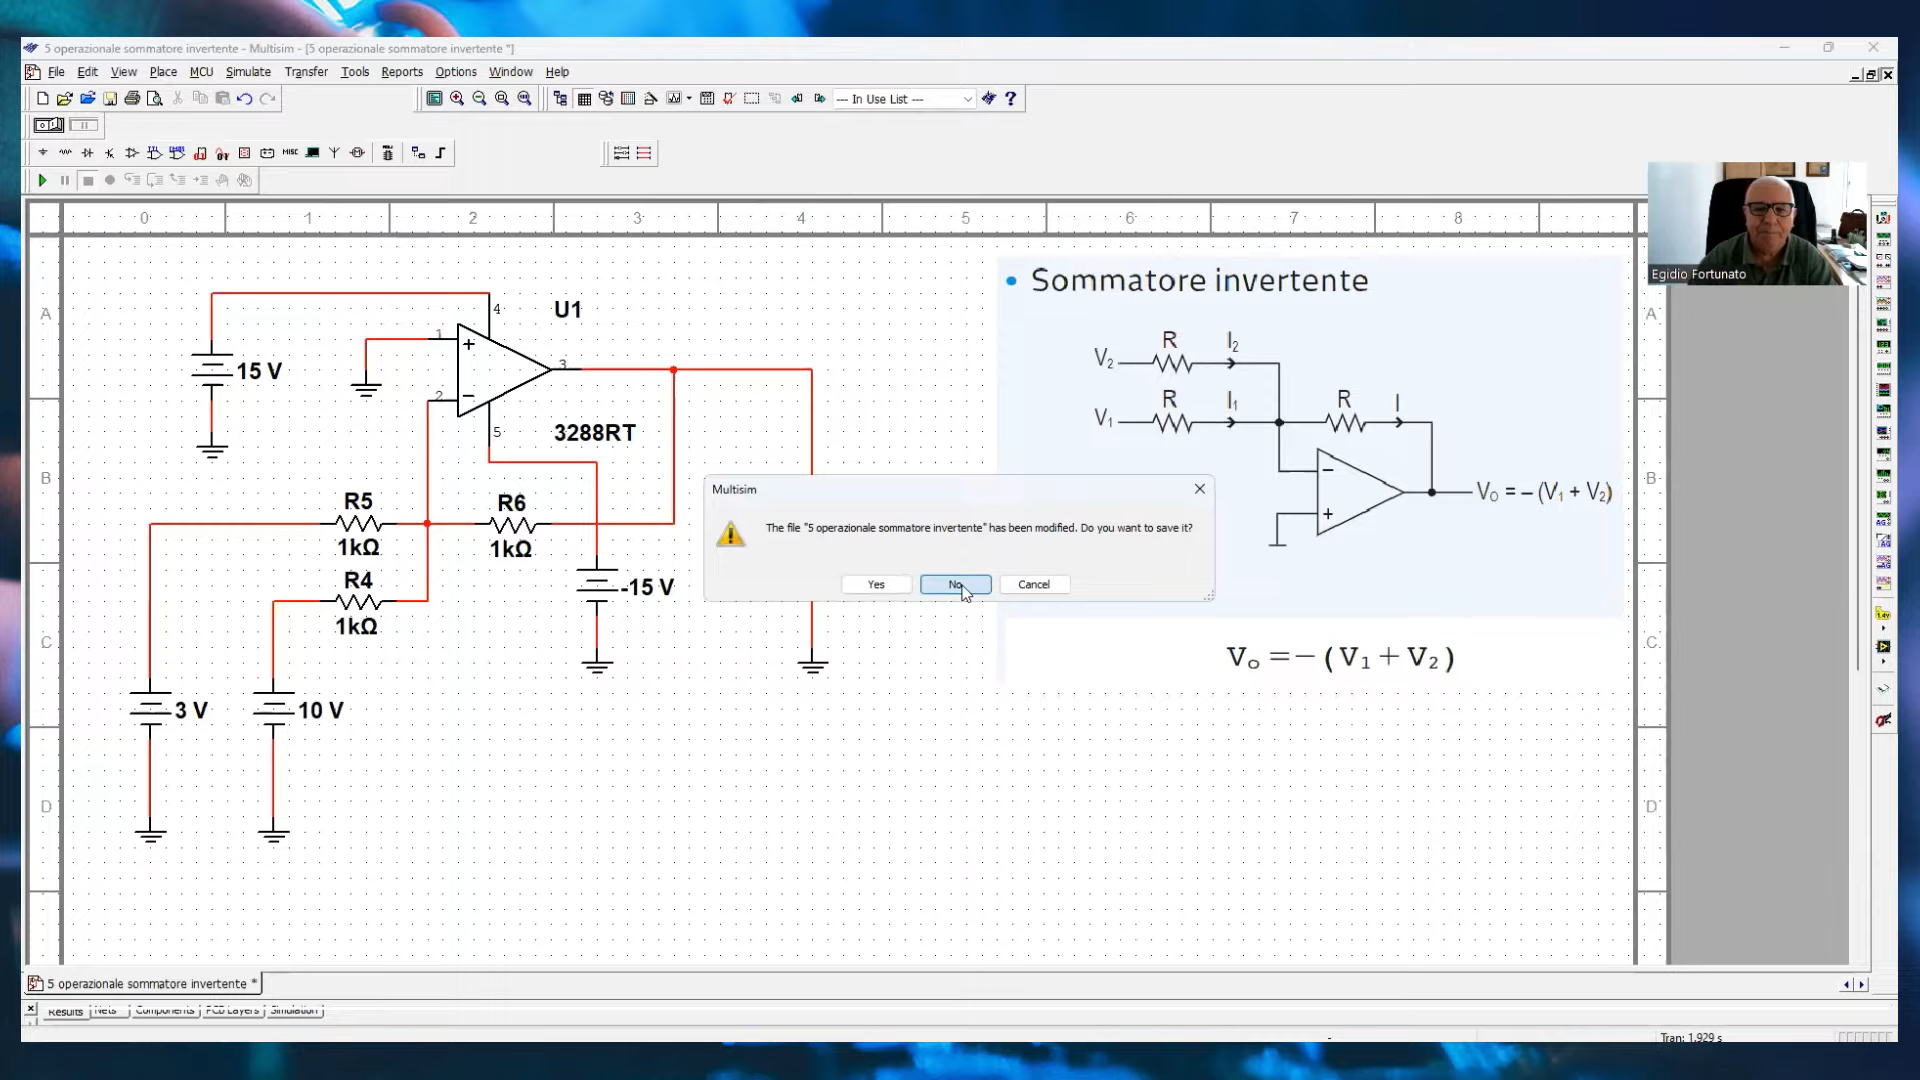 5 operazionale sommatore invertente - Multisim - [5 operazionale sommatore invertente *]
File Edit View Place MCU Simulate Transfer Tools Reports Options Window Help
--- In Use List ---
MISC
0 1 2 3 4 5 6 7 8
Egidio Fortunato
A
B
C
D
A
B
C
D
4
U1
1
+
3
2
−
5
3288RT
15 V
R5
1kΩ
R6
1kΩ
R4
1kΩ
-15 V
3 V
10 V
• Sommatore invertente
V2 R I2
V1 R I1 R I
−
+
VO = – (V1 + V2)
Vo =− (V1 + V2)
Multisim
The file "5 operazionale sommatore invertente" has been modified. Do you want to save it?
Yes No Cancel
5 operazionale sommatore invertente *
Results Nets Components PCB Layers Simulation
Tran: 1.929 s